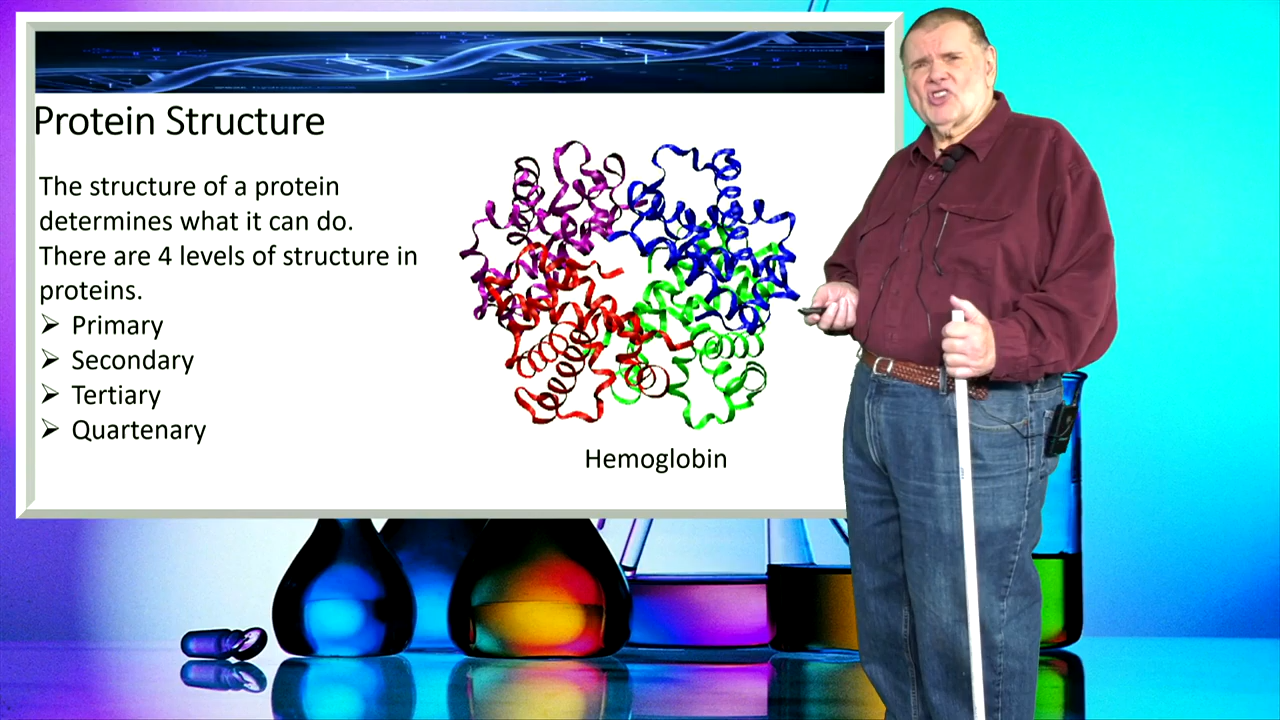 Protein Structure
The structure of a protein
determines what it can do.
There are 4 levels of structure in
proteins.
➢ Primary
➢ Secondary
➢ Tertiary
➢ Quartenary
Hemoglobin